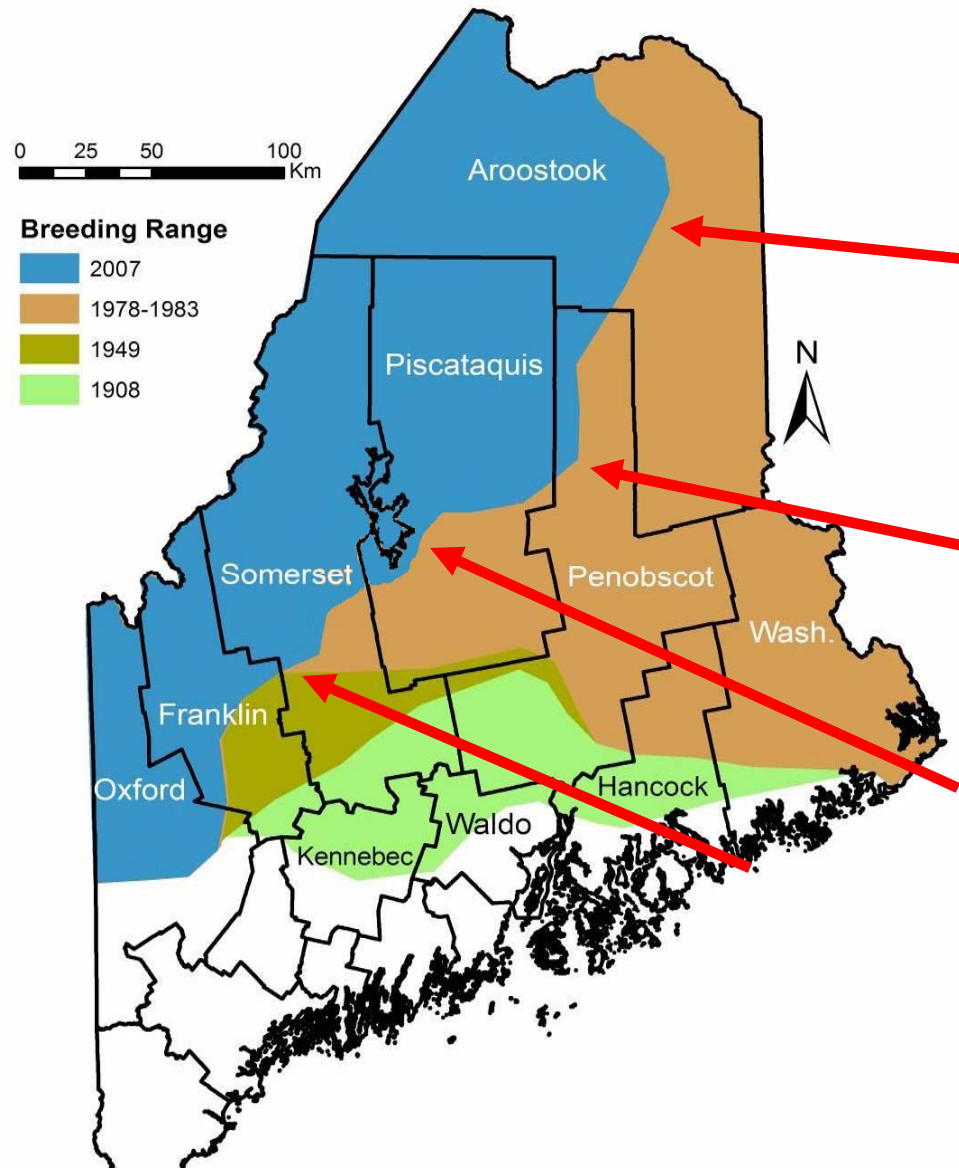 0 25 50 100
Km
Breeding Range
2007
1978-1983
1949
1908
Aroostook
Piscataquis
N
Somerset
Penobscot
Wash.
Franklin
Oxford
Hancock
Waldo
Kennebec